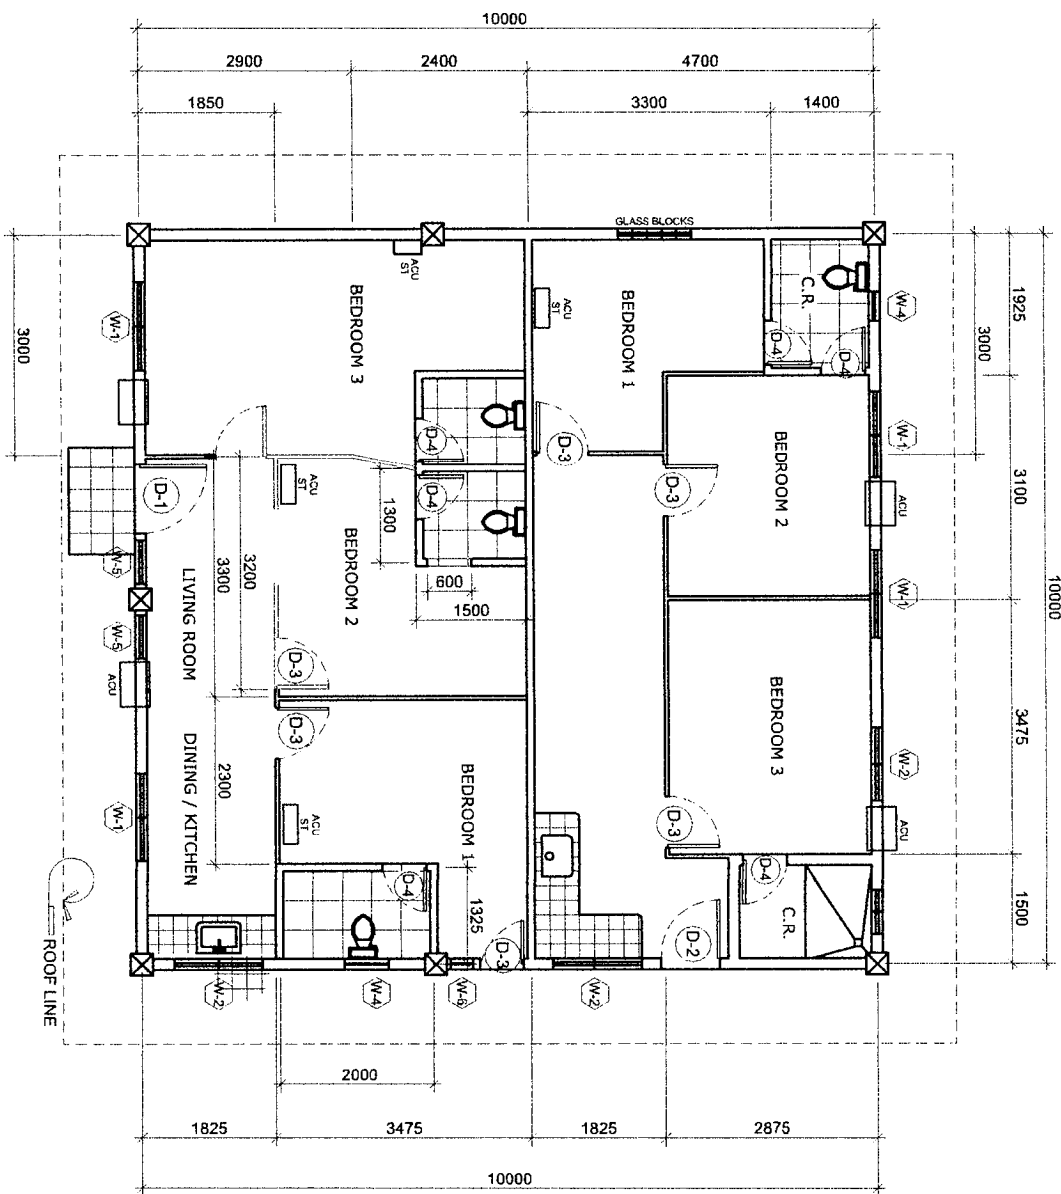 10000
2900
2400
4700
1850
3300
1400
GLASS BLOCKS
ACU
ST
C.R.
W-4
1925
3000
10000
W-1
3000
BEDROOM 3
ACU
ST
BEDROOM 1
D-4
D-4
W-1
D-4
D-3
BEDROOM 2
3100
D-1
ACU
ST
D-4
1300
D-3
ACU
W-5
3300
3200
BEDROOM 2
600
1500
W-1
LIVING ROOM
W-5
D-3
ACU
D-3
BEDROOM 3
3475
W-2
DINING / KITCHEN
2300
BEDROOM 1
W-1
ACU
ST
D-3
ACU
D-4
1325
D-4
C.R.
1500
D-3
D-2
ROOF LINE
W-2
W-4
W-6
W-2
2000
1825
3475
1825
2875
10000